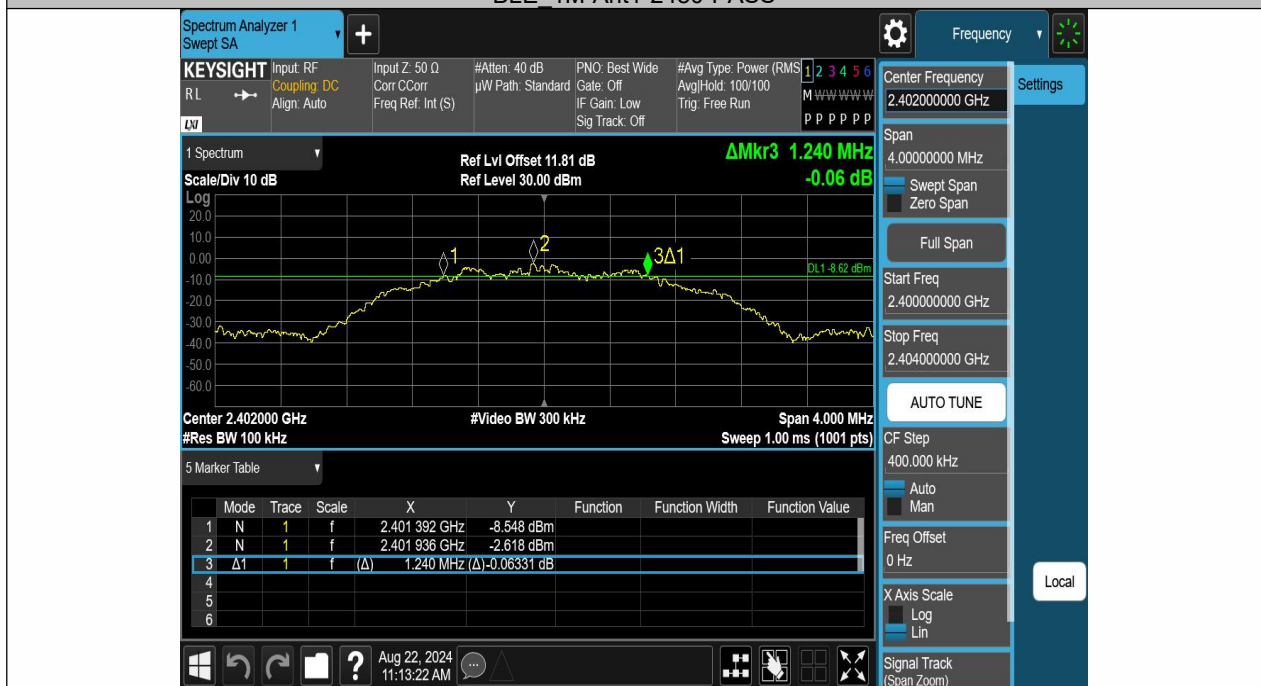 Spectrum Analyzer 1
Swept SA
Frequency
KEYSIGHT
RL
LXI
Input: RF
Coupling: DC
Align: Auto
Input Z: 50 Ω
Corr CCorr
Freq Ref: Int (S)
#Atten: 40 dB
µW Path: Standard
PNO: Best Wide
Gate: Off
IF Gain: Low
Sig Track: Off
#Avg Type: Power (RMS
Avg|Hold: 100/100
Trig: Free Run
1 2 3 4 5 6
M W W W W W
P P P P P P
1 Spectrum
Scale/Div 10 dB
Ref Lvl Offset 11.81 dB
Ref Level 30.00 dBm
ΔMkr3 1.240 MHz
-0.06 dB
Log
20.0
10.0
0.00
-10.0
-20.0
-30.0
-40.0
-50.0
-60.0
1
2
3Δ1
DL1 -8.62 dBm
Center 2.402000 GHz
#Video BW 300 kHz
Span 4.000 MHz
#Res BW 100 kHz
Sweep 1.00 ms (1001 pts)
5 Marker Table
Mode Trace Scale X Y Function Function Width Function Value
1 N 1 f 2.401 392 GHz -8.548 dBm
2 N 1 f 2.401 936 GHz -2.618 dBm
3 Δ1 1 f (Δ) 1.240 MHz (Δ)-0.06331 dB
4
5
6
Aug 22, 2024
11:13:22 AM
Center Frequency
2.402000000 GHz
Settings
Span
4.00000000 MHz
Swept Span
Zero Span
Full Span
Start Freq
2.400000000 GHz
Stop Freq
2.404000000 GHz
AUTO TUNE
CF Step
400.000 kHz
Auto
Man
Freq Offset
0 Hz
X Axis Scale
Log
Lin
Local
Signal Track
(Span Zoom)